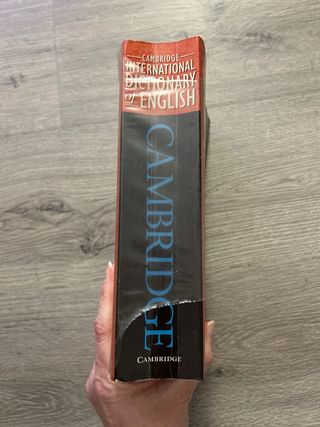 CAMBRIDGE
INTERNATIONAL
DICTIONARY
of ENGLISH
CAMBRIDGE
CAMBRIDGE